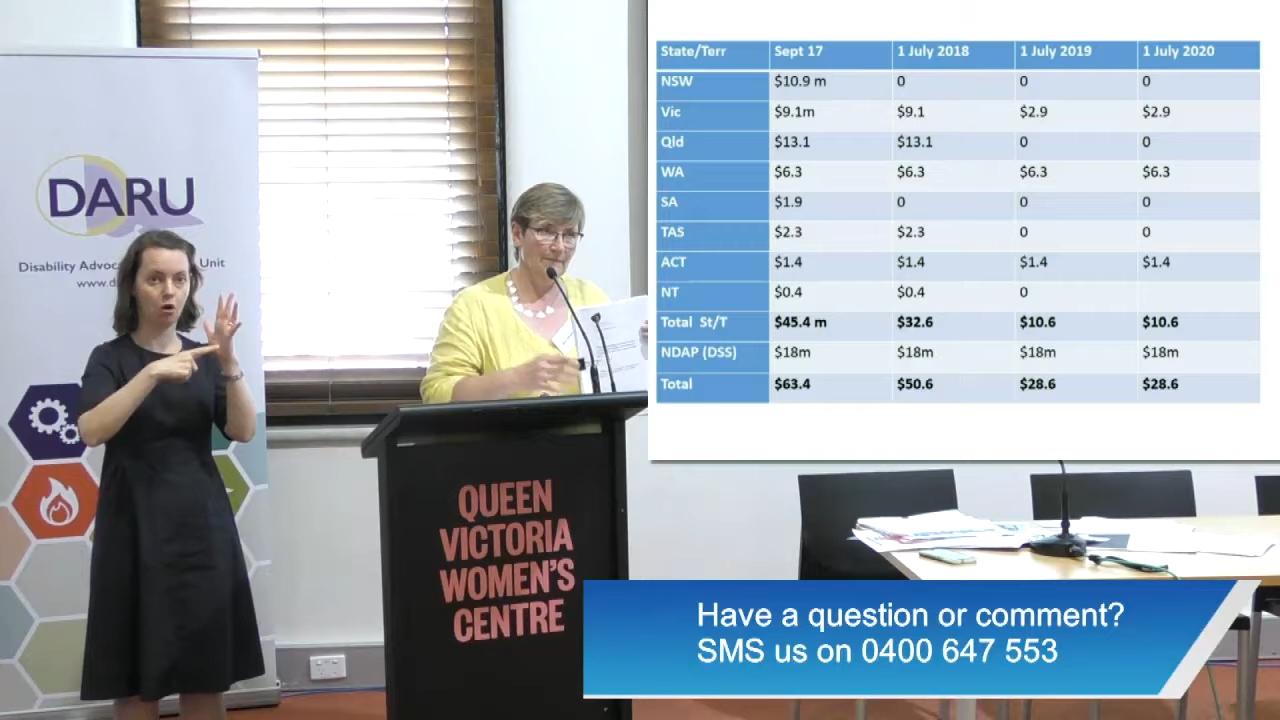 DARU
Disability Advoc Unit
www.d
QUEEN
VICTORIA
WOMEN'S
CENTRE
State/Terr Sept 17 1 July 2018 1 July 2019 1 July 2020
NSW $10.9 m 0 0 0
Vic $9.1m $9.1 $2.9 $2.9
Qld $13.1 $13.1 0 0
WA $6.3 $6.3 $6.3 $6.3
SA $1.9 0 0 0
TAS $2.3 $2.3 0 0
ACT $1.4 $1.4 $1.4 $1.4
NT $0.4 $0.4 0
Total St/T $45.4 m $32.6 $10.6 $10.6
NDAP (DSS) $18m $18m $18m $18m
Total $63.4 $50.6 $28.6 $28.6
Have a question or comment?
SMS us on 0400 647 553